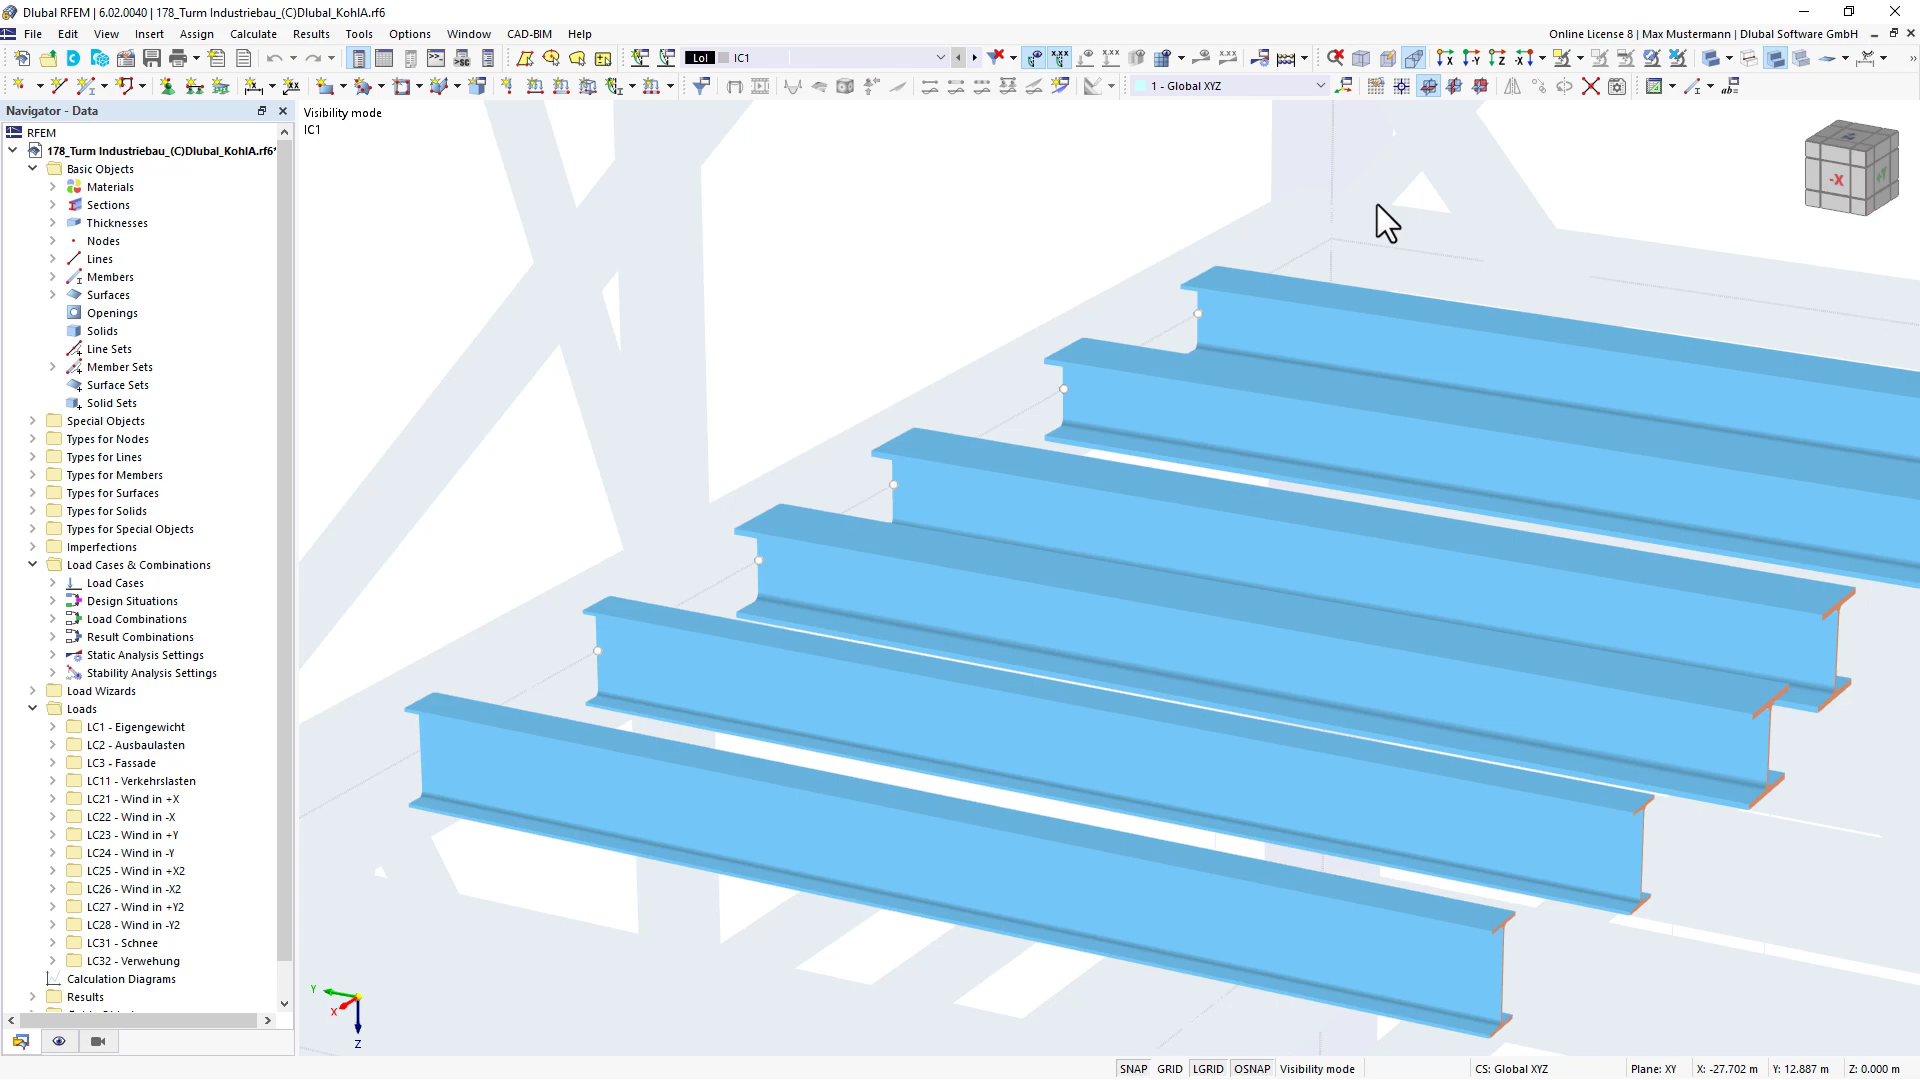 Dlubal RFEM | 6.02.0040 | 178_Turm Industriebau_(C)Dlubal_KohlA.rf6
File Edit View Insert Assign Calculate Results Tools Options Window CAD-BIM Help
Online License 8 | Max Mustermann | Dlubal Software GmbH
LoI IC1
1 - Global XYZ
Navigator - Data
RFEM
178_Turm Industriebau_(C)Dlubal_KohlA.rf6*
Basic Objects
Materials
Sections
Thicknesses
Nodes
Lines
Members
Surfaces
Openings
Solids
Line Sets
Member Sets
Surface Sets
Solid Sets
Special Objects
Types for Nodes
Types for Lines
Types for Members
Types for Surfaces
Types for Solids
Types for Special Objects
Imperfections
Load Cases & Combinations
Load Cases
Design Situations
Load Combinations
Result Combinations
Static Analysis Settings
Stability Analysis Settings
Load Wizards
Loads
LC1 - Eigengewicht
LC2 - Ausbaulasten
LC3 - Fassade
LC11 - Verkehrslasten
LC21 - Wind in +X
LC22 - Wind in -X
LC23 - Wind in +Y
LC24 - Wind in -Y
LC25 - Wind in +X2
LC26 - Wind in -X2
LC27 - Wind in +Y2
LC28 - Wind in -Y2
LC31 - Schnee
LC32 - Verwehung
Calculation Diagrams
Results
Visibility mode
IC1
-X
+Y
Y
X
Z
SNAP GRID LGRID OSNAP Visibility mode
CS: Global XYZ
Plane: XY
X: -27.702 m
Y: 12.887 m
Z: 0.000 m